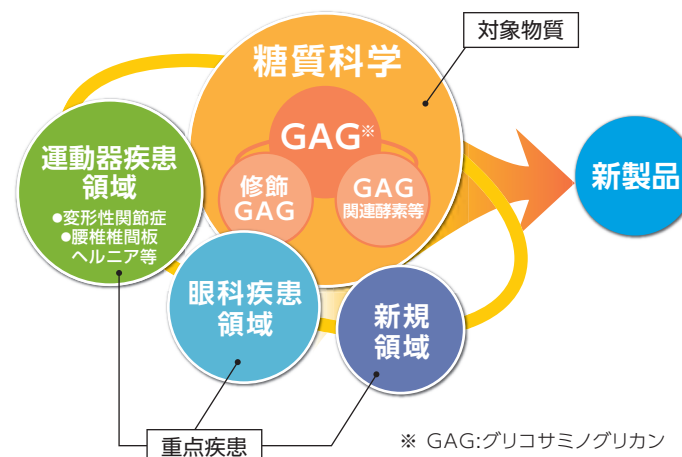 対象物質
糖質科学
GAG※
修飾
GAG
GAG
関連酵素等
運動器疾患
領域
●変形性関節症
●腰椎椎間板
ヘルニア等
新製品
眼科疾患
領域
新規
領域
重点疾患
※ GAG:グリコサミノグリカン